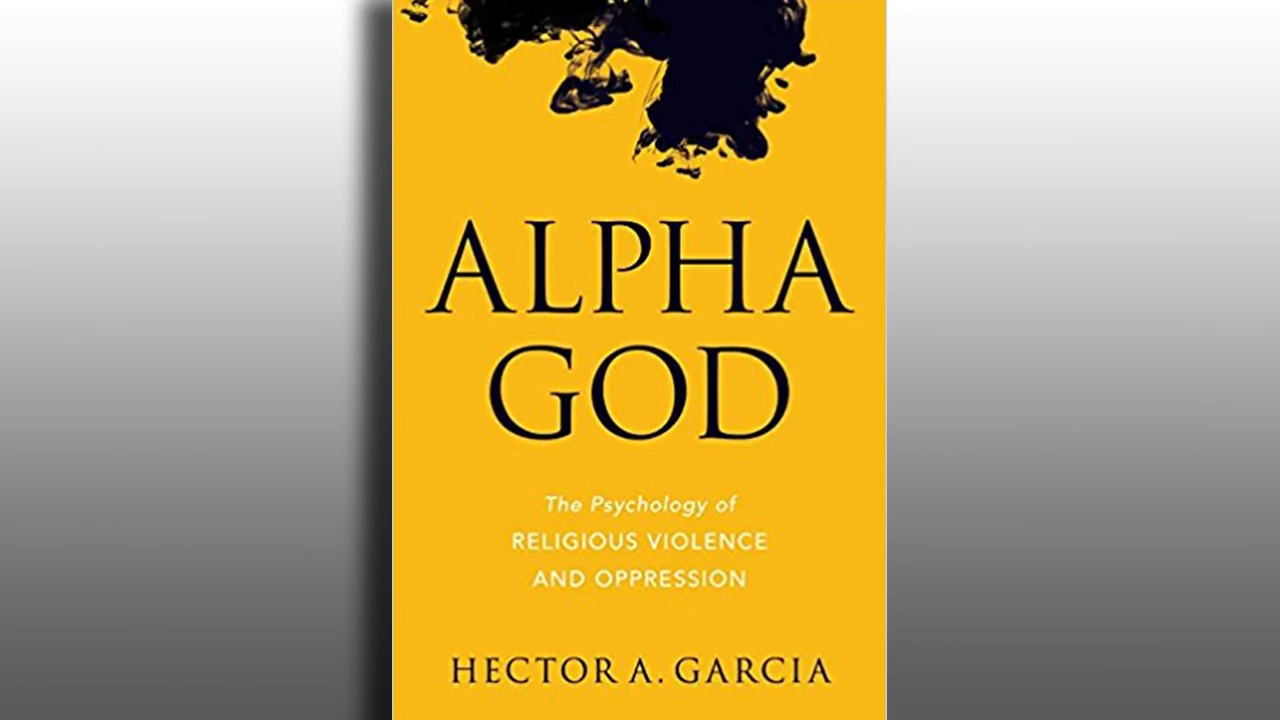 ALPHA
GOD
The Psychology of
RELIGIOUS VIOLENCE
AND OPPRESSION
HECTOR A. GARCIA